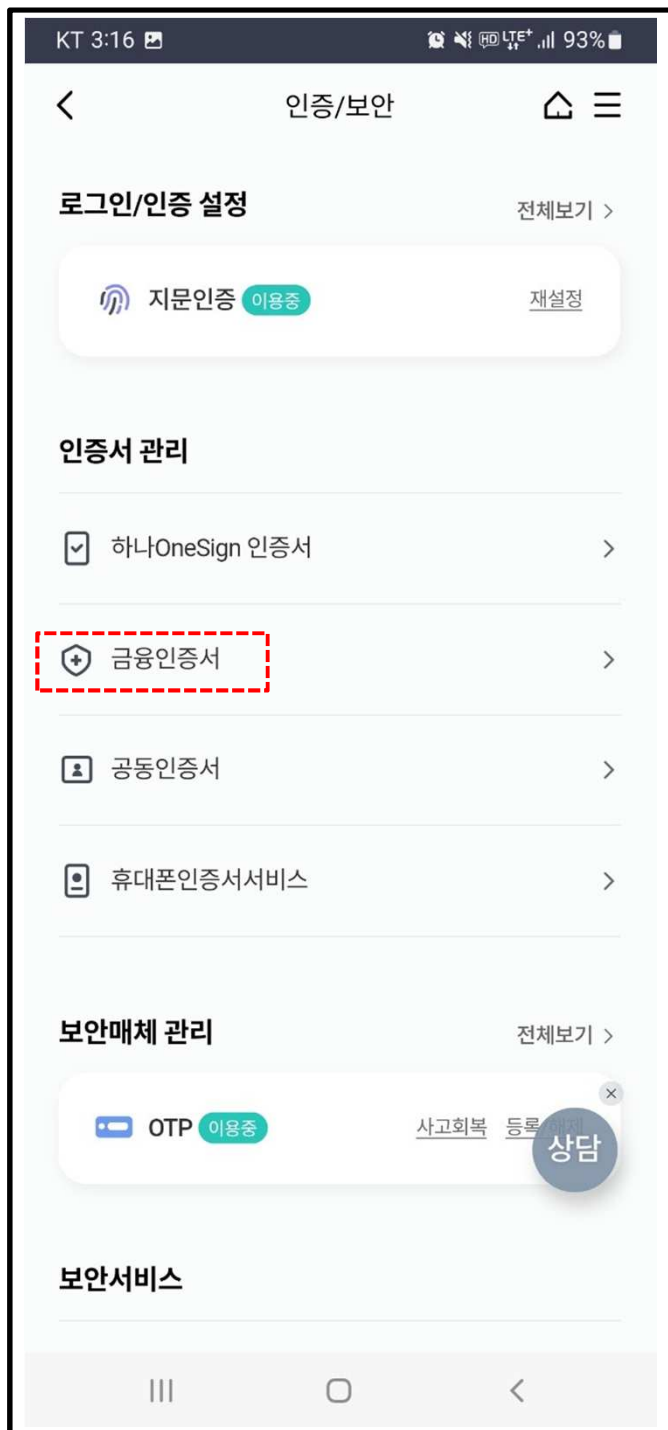 KT 3:16 HD LTE+ 93%
인증/보안
로그인/인증 설정 전체보기
지문인증 이용중 재설정
인증서 관리
하나OneSign 인증서
금융인증서
공동인증서
휴대폰인증서서비스
보안매체 관리 전체보기
OTP 이용중 사고회복 등록/해제
상담
보안서비스